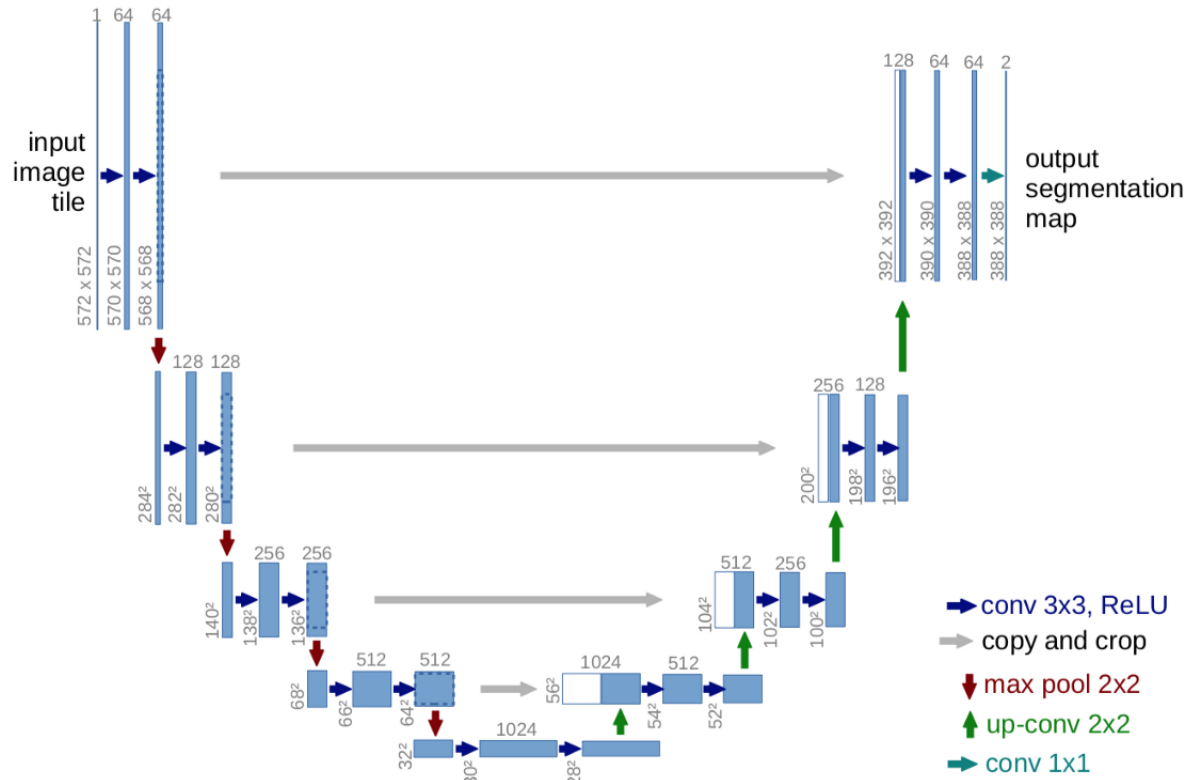 1 64 64
128 64 64 2
input
image
tile
output
segmentation
map
572 x 572
570 x 570
568 x 568
392 x 392
390 x 390
388 x 388
388 x 388
128 128
256 128
284²
282²
280²
200²
198²
196²
256 256
512 256
140²
138²
136²
104²
102²
100²
512 512
1024 512
68²
66²
64²
56²
54²
52²
1024
32²
conv 3x3, ReLU
copy and crop
max pool 2x2
up-conv 2x2
conv 1x1